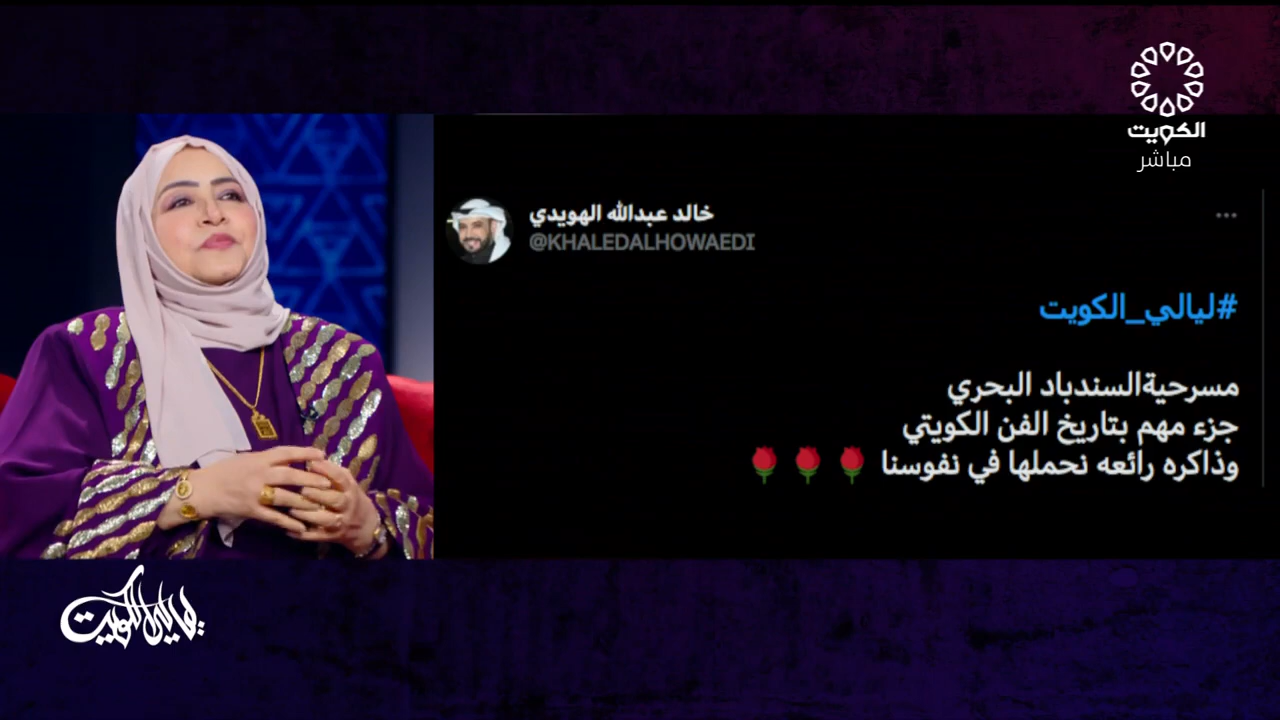 الكويت
مباشر
خالد عبدالله الهويدي
@KHALEDALHOWAEDI
#ليالي_الكويت
مسرحيةالسندباد البحري
جزء مهم بتاريخ الفن الكويتي
وذاكره رائعه نحملها في نفوسنا 🌹🌹🌹
ليالي الكويت